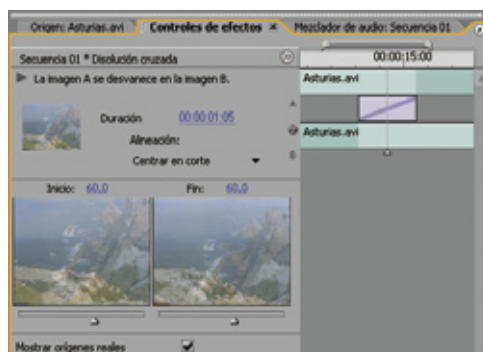 Origen: Asturias.avi Controles de efectos × Mezclador de audio: Secuencia 01
Secuencia 01 * Disolución cruzada
00:00:15:00
La imagen A se desvanece en la imagen B.
Asturias.avi
Duración 00:00:01:05
A
Alineación:
Asturias.avi
Centrar en corte
B
Inicio: 60,0 Fin: 60,0
Mostrar orígenes reales